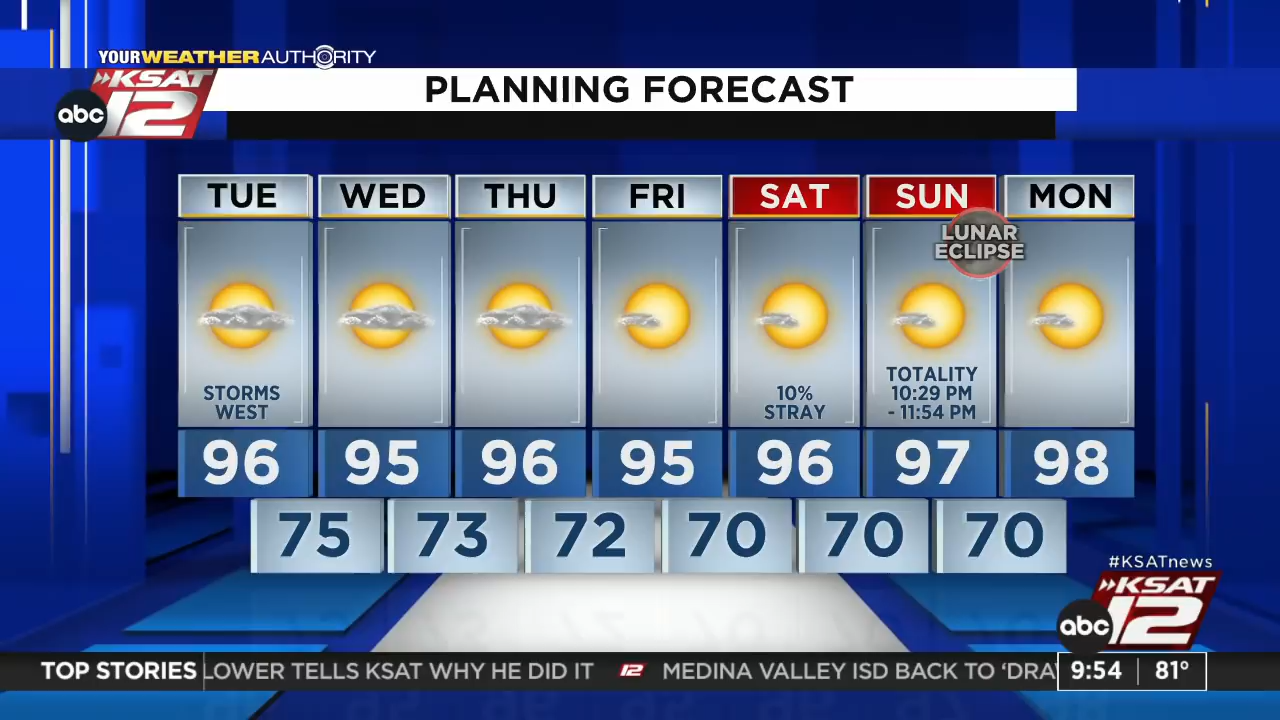 YOUR WEATHER AUTHORITY
KSAT
abc 12
PLANNING FORECAST
TUE WED THU FRI SAT SUN MON
LUNAR
ECLIPSE
STORMS
WEST
10%
STRAY
TOTALITY
10:29 PM
- 11:54 PM
96 95 96 95 96 97 98
75 73 72 70 70 70
#KSATnews
KSAT
abc 12
TOP STORIES LOWER TELLS KSAT WHY HE DID IT 12 MEDINA VALLEY ISD BACK TO ‘DRA 9:54 81°